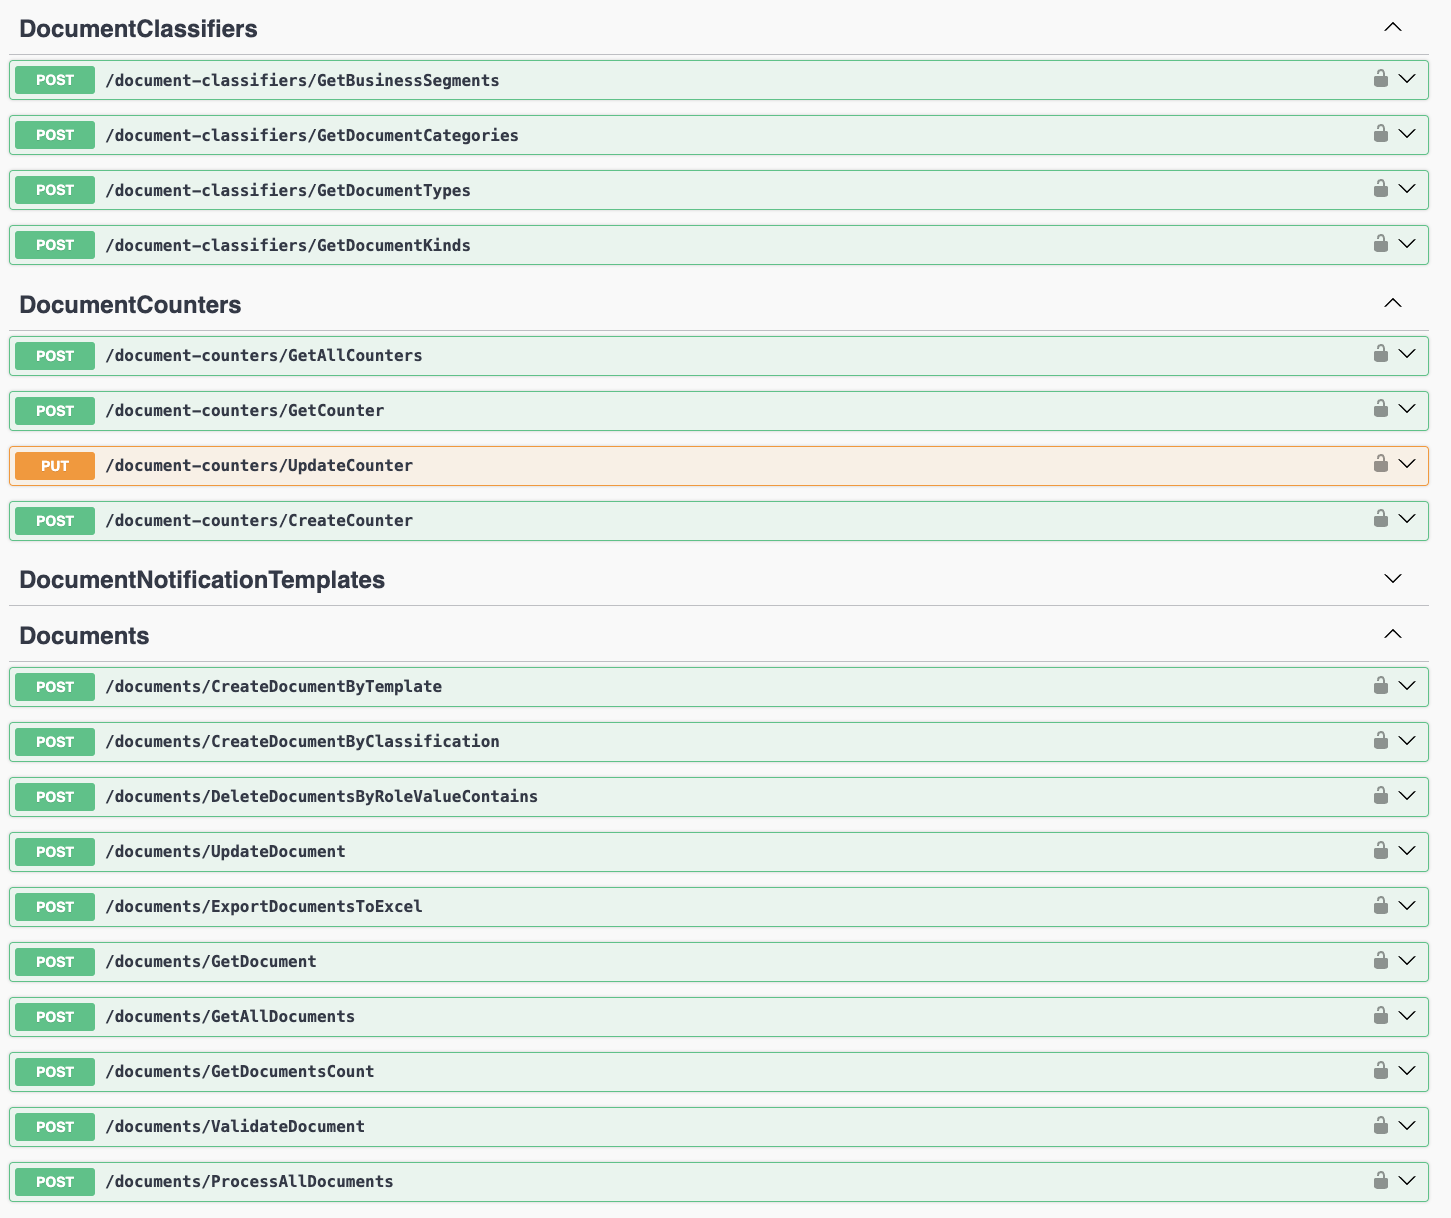 DocumentClassifiers
POST /document-classifiers/GetBusinessSegments
POST /document-classifiers/GetDocumentCategories
POST /document-classifiers/GetDocumentTypes
POST /document-classifiers/GetDocumentKinds
DocumentCounters
POST /document-counters/GetAllCounters
POST /document-counters/GetCounter
PUT /document-counters/UpdateCounter
POST /document-counters/CreateCounter
DocumentNotificationTemplates
Documents
POST /documents/CreateDocumentByTemplate
POST /documents/CreateDocumentByClassification
POST /documents/DeleteDocumentsByRoleValueContains
POST /documents/UpdateDocument
POST /documents/ExportDocumentsToExcel
POST /documents/GetDocument
POST /documents/GetAllDocuments
POST /documents/GetDocumentsCount
POST /documents/ValidateDocument
POST /documents/ProcessAllDocuments